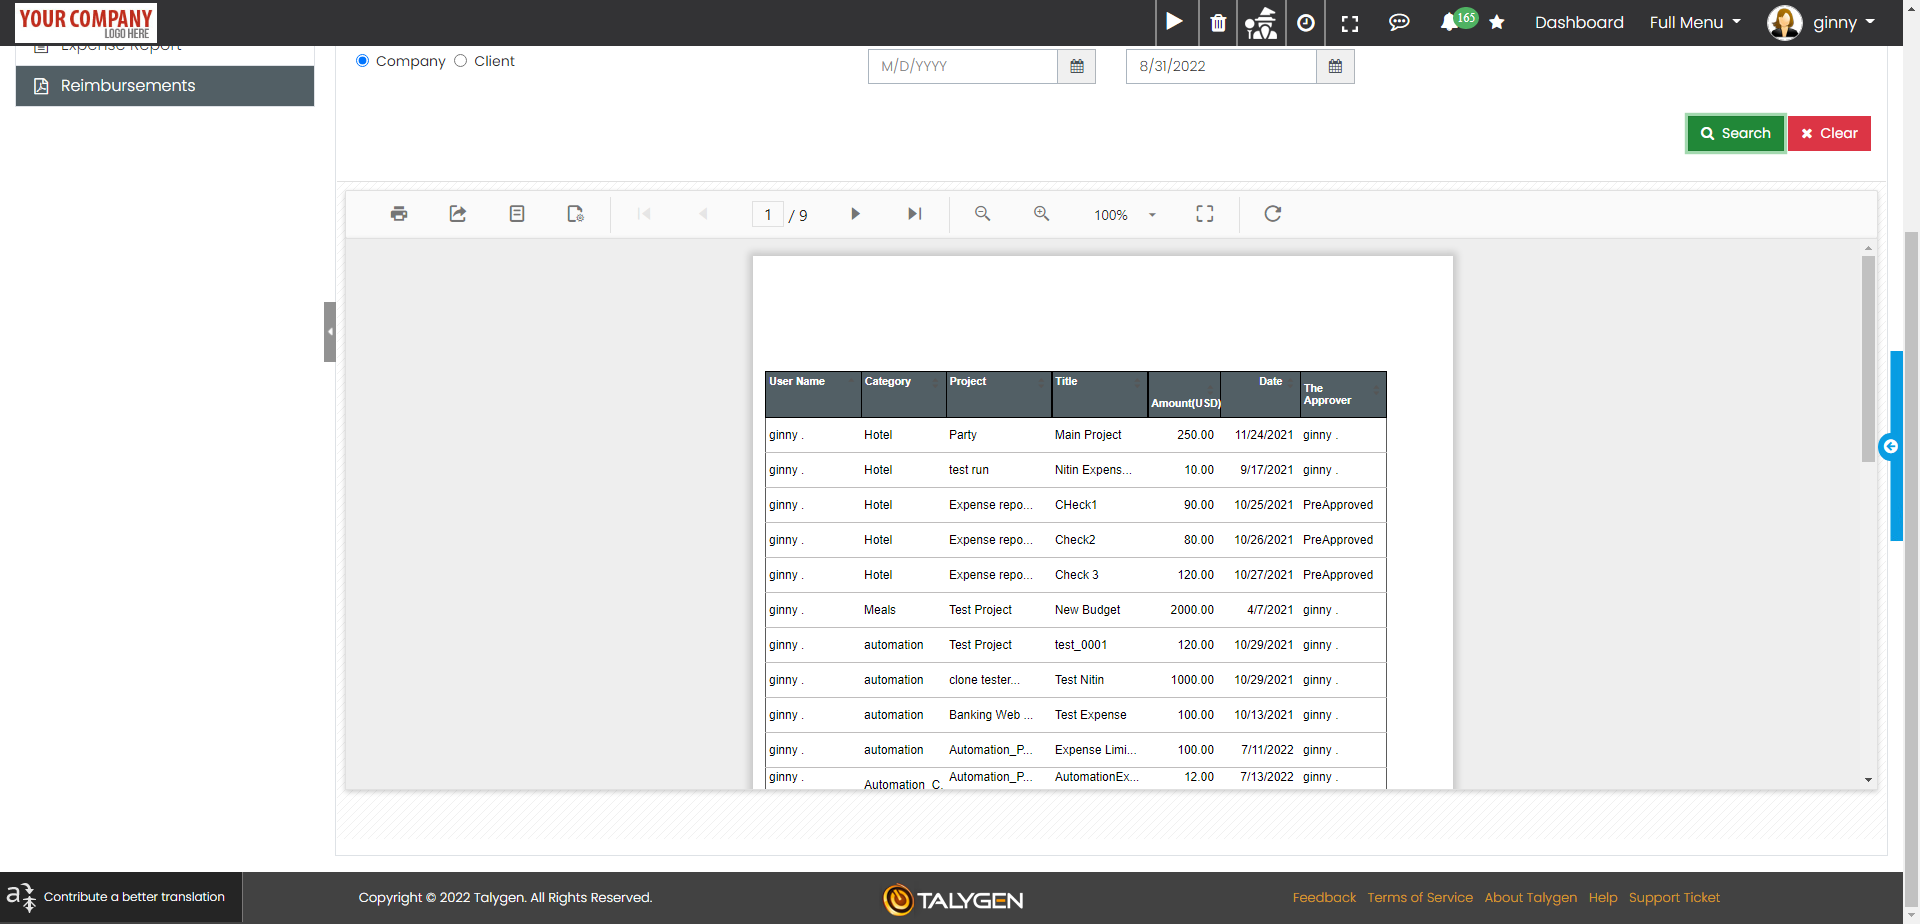 YOUR COMPANY
LOGO HERE
165
Dashboard
Full Menu
ginny
Expense Report
Reimbursements
Company
Client
M/D/YYYY
8/31/2022
Search
Clear
1 / 9
100%
User Name Category Project Title Amount(USD) Date The Approver
ginny . Hotel Party Main Project 250.00 11/24/2021 ginny .
ginny . Hotel test run Nitin Expens... 10.00 9/17/2021 ginny .
ginny . Hotel Expense repo... CHeck1 90.00 10/25/2021 PreApproved
ginny . Hotel Expense repo... Check2 80.00 10/26/2021 PreApproved
ginny . Hotel Expense repo... Check 3 120.00 10/27/2021 PreApproved
ginny . Meals Test Project New Budget 2000.00 4/7/2021 ginny .
ginny . automation Test Project test_0001 120.00 10/29/2021 ginny .
ginny . automation clone tester... Test Nitin 1000.00 10/29/2021 ginny .
ginny . automation Banking Web ... Test Expense 100.00 10/13/2021 ginny .
ginny . automation Automation_P... Expense Limi... 100.00 7/11/2022 ginny .
ginny . Automation_C. Automation_P... AutomationEx... 12.00 7/13/2022 ginny .
Contribute a better translation
Copyright © 2022 Talygen. All Rights Reserved.
TALYGEN
Feedback Terms of Service About Talygen Help Support Ticket